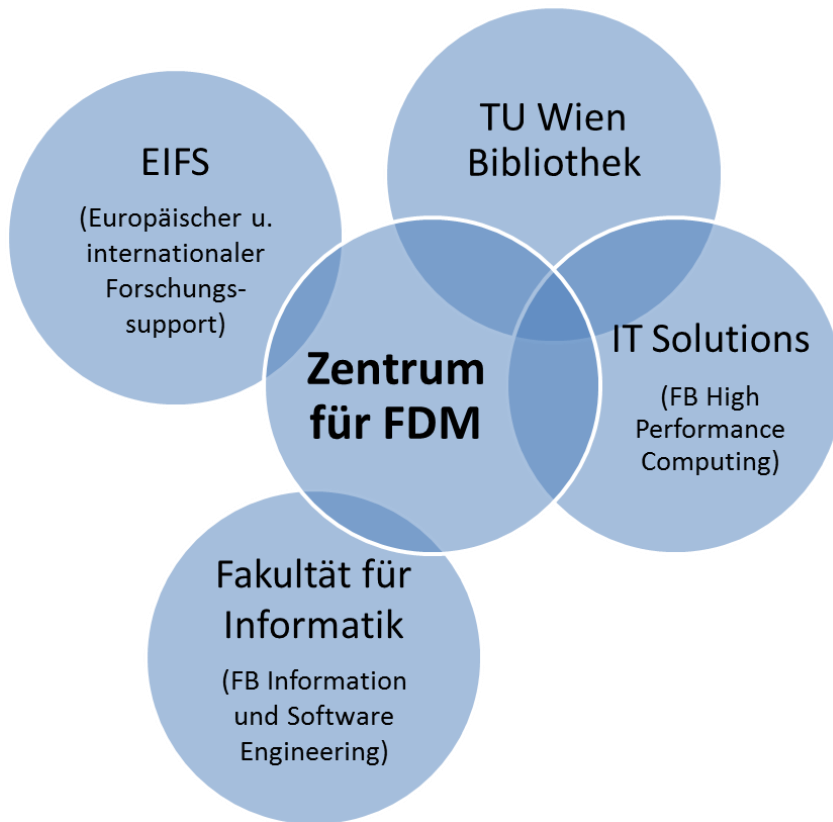 TU Wien
Bibliothek
EIFS
(Europäischer u.
internationaler
Forschungs-
support)
IT Solutions
(FB High
Performance
Computing)
Zentrum
für FDM
Fakultät für
Informatik
(FB Information
und Software
Engineering)